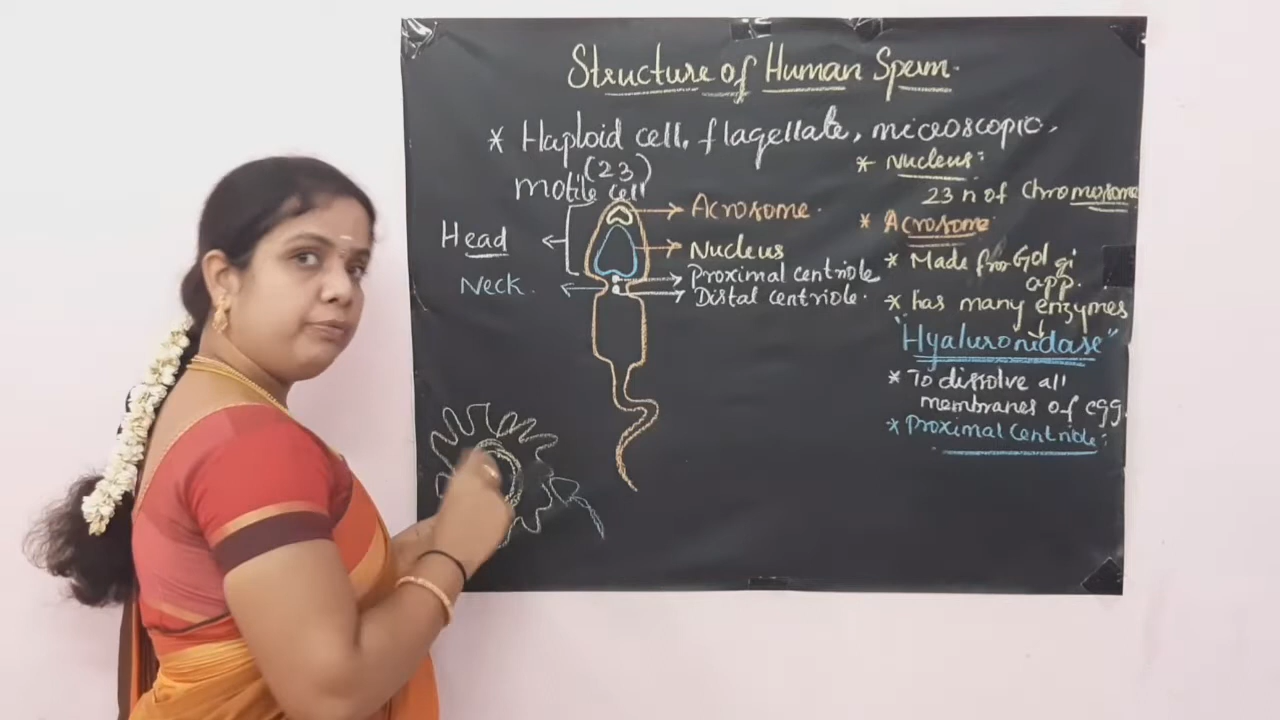 Structure of Human Sperm.
* Haploid cell, flagellate, microscopic,
(23)
motile cell
Head
Neck.
Acrosome.
Nucleus
Proximal centriole
Distal centriole.
* Nucleus:
23 n of chromosome
* Acrosome:
* Made from Golgi
app.
* has many enzymes
"Hyaluronidase"
* To dissolve all
membranes of egg.
* Proximal Centriole: